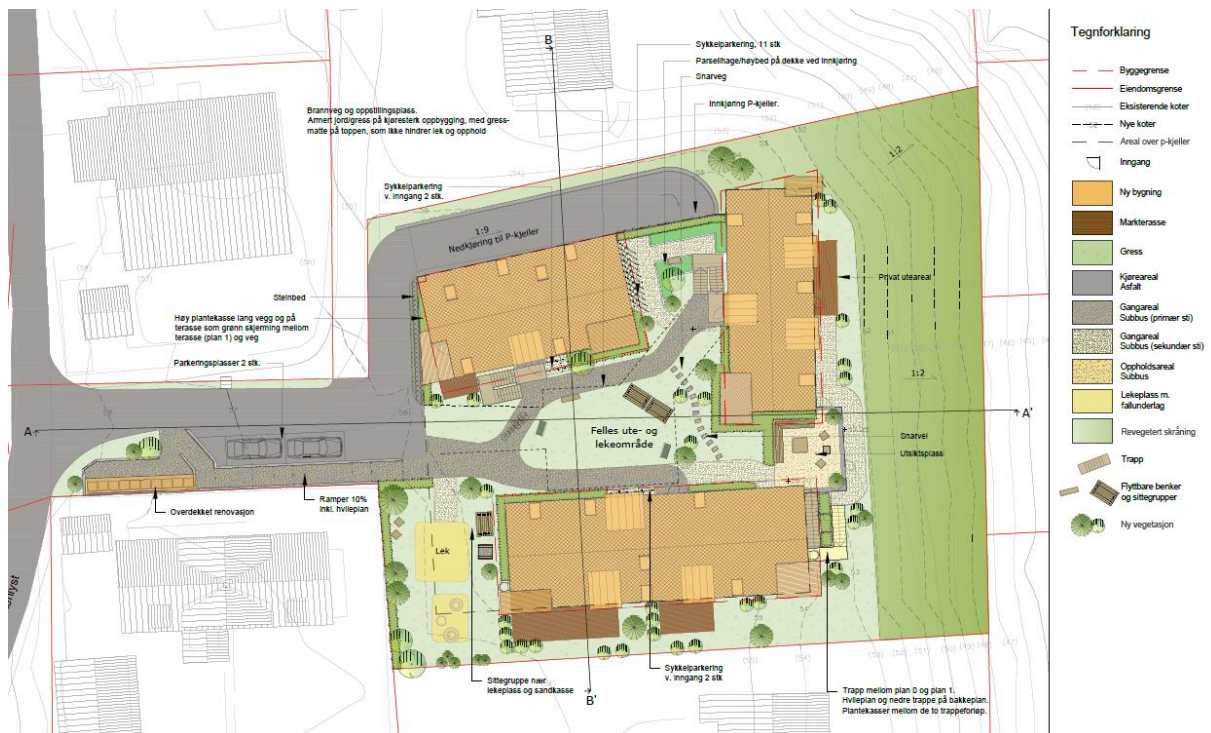 B
Sykkelparkering, 11 stk
Parsellhage/høybed på dekke ved innkjøring
Snarveg
Innkjøring P-kjeller.
Brannveg og oppstillingsplass.
Armert jord/gress på kjøresterk oppbygging, med gress-
matte på toppen, som ikke hindrer lek og opphold
Sykkelparkering
v. inngang 2 stk.
1:9
Nedkjøring til P-kjeller
1:2
Privat uteareal
Steinbed
Høy plantekasse lang vegg og på
terasse som grønn skjerming mellom
terasse (plan 1) og veg
Parkeringsplasser 2 stk.
1:2
A
A'
Felles ute- og
lekeområde
Snarvei
Utsiktsplass
Ramper 10%
inkl. hvileplan
Overdekket renovasjon
Lek
Sittegruppe nær
lekeplass og sandkasse
Sykkelparkering
v. inngang 2 stk
B'
Trapp mellom plan 0 og plan 1.
Hvileplan og nedre trappe på bakkeplan.
Plantekasser mellom de to trappeforløp.
Tegnforklaring
Byggegrense
Eiendomsgrense
Eksisterende koter
Nye koter
Areal over p-kjeller
Inngang
Ny bygning
Markterasse
Gress
Kjøreareal
Asfalt
Gangareal
Subbus (primær sti)
Gangareal
Subbus (sekundær sti)
Oppholdsareal
Subbus
Lekeplass m.
fallunderlag
Revegetert skråning
Trapp
Flyttbare benker
og sittegrupper
Ny vegetasjon